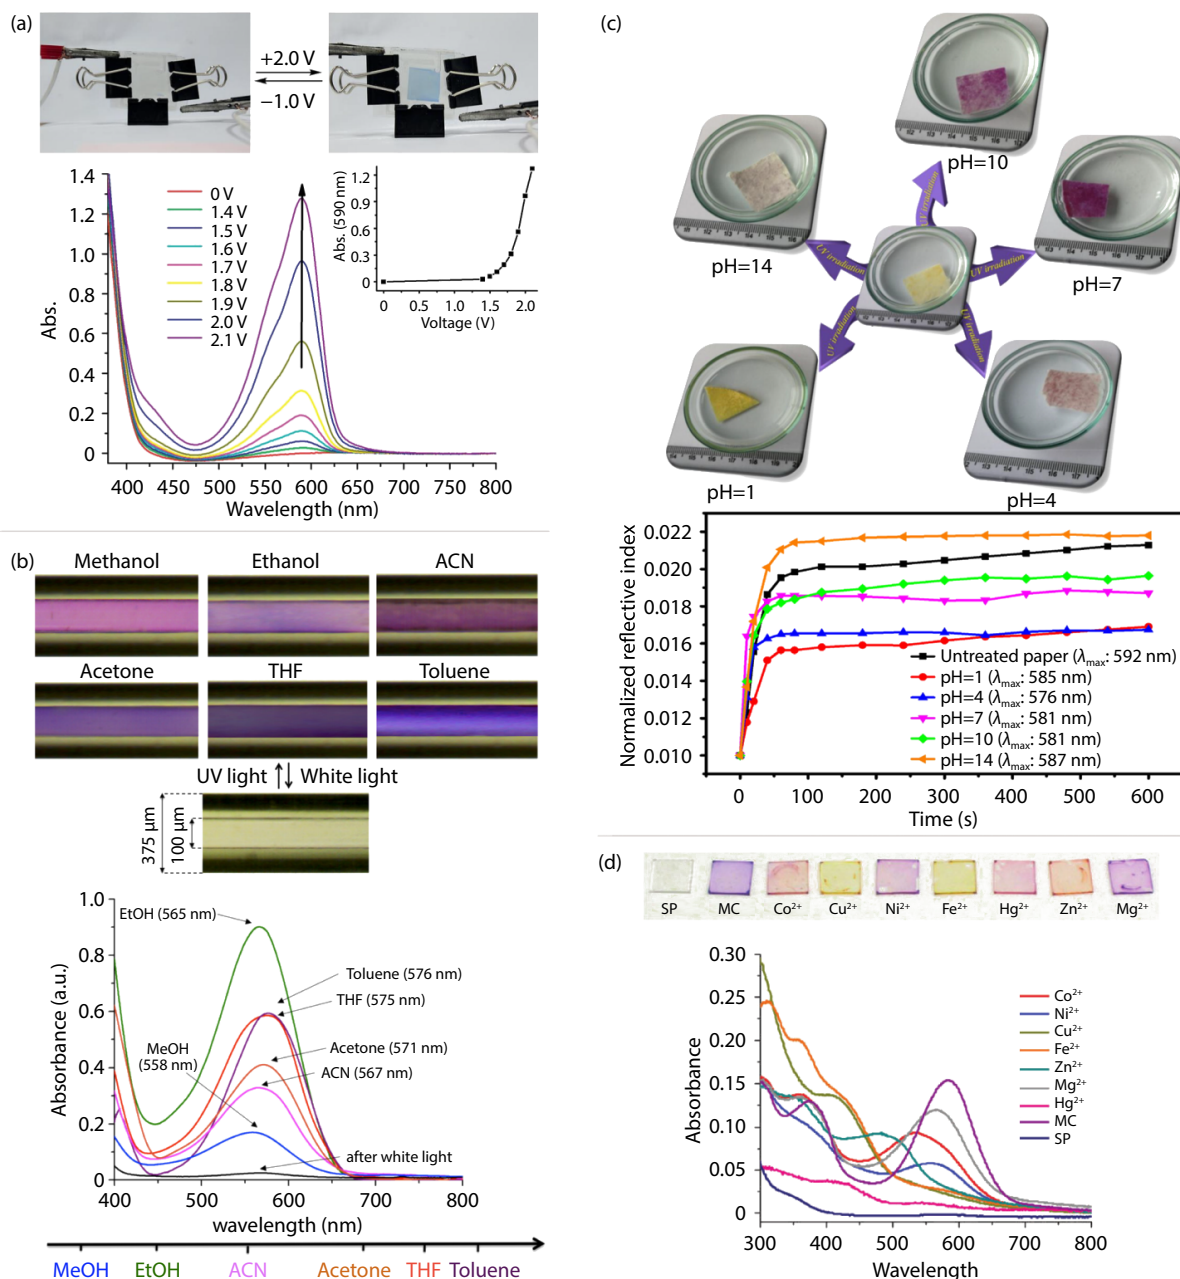 (a)
+2.0 V
−1.0 V
1.4
1.2
1.0
0.8
0.6
0.4
0.2
0
Abs.
0 V
1.4 V
1.5 V
1.6 V
1.7 V
1.8 V
1.9 V
2.0 V
2.1 V
Abs. (590 nm)
1.2
0.8
0.4
0
0 0.5 1.0 1.5 2.0
Voltage (V)
400 450 500 550 600 650 700 750 800
Wavelength (nm)
(b)
Methanol Ethanol ACN
Acetone THF Toluene
UV light White light
375 μm
100 μm
1.0
0.8
0.6
0.4
0.2
0
Absorbance (a.u.)
EtOH (565 nm)
Toluene (576 nm)
THF (575 nm)
MeOH
(558 nm)
Acetone (571 nm)
ACN (567 nm)
after white light
400 500 600 700 800
wavelength (nm)
MeOH EtOH ACN Acetone THF Toluene
(c)
pH=10
pH=14
pH=7
UV irradiation
UV irradiation
UV irradiation
UV irradiation
UV irradiation
pH=1
pH=4
0.022
0.020
0.018
0.016
0.014
0.012
0.010
Normalized reflective index
Untreated paper (λmax: 592 nm)
pH=1 (λmax: 585 nm)
pH=4 (λmax: 576 nm)
pH=7 (λmax: 581 nm)
pH=10 (λmax: 581 nm)
pH=14 (λmax: 587 nm)
0 100 200 300 400 500 600
Time (s)
(d)
SP MC Co²⁺ Cu²⁺ Ni²⁺ Fe²⁺ Hg²⁺ Zn²⁺ Mg²⁺
0.30
0.25
0.20
0.15
0.10
0.05
0
Absorbance
Co²⁺
Ni²⁺
Cu²⁺
Fe²⁺
Zn²⁺
Mg²⁺
Hg²⁺
MC
SP
300 400 500 600 700 800
Wavelength